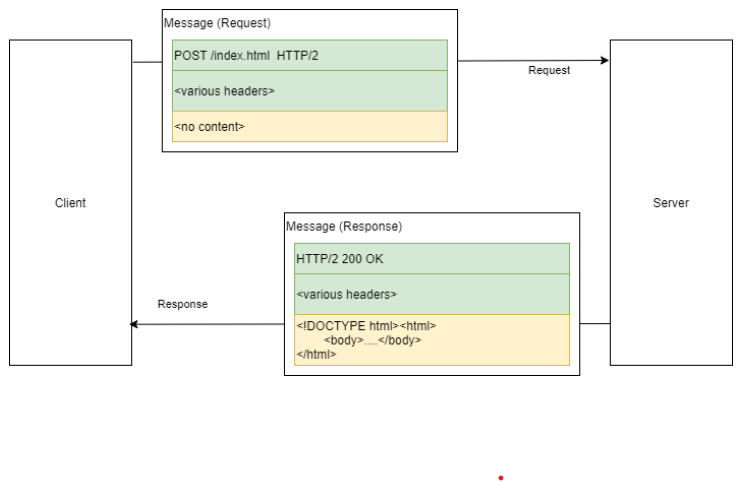 Message (Request)
POST /index.html HTTP/2
<various headers>
<no content>
Request
Client
Server
Message (Response)
HTTP/2 200 OK
<various headers>
Response
<!DOCTYPE html><html>
<body>....</body>
</html>